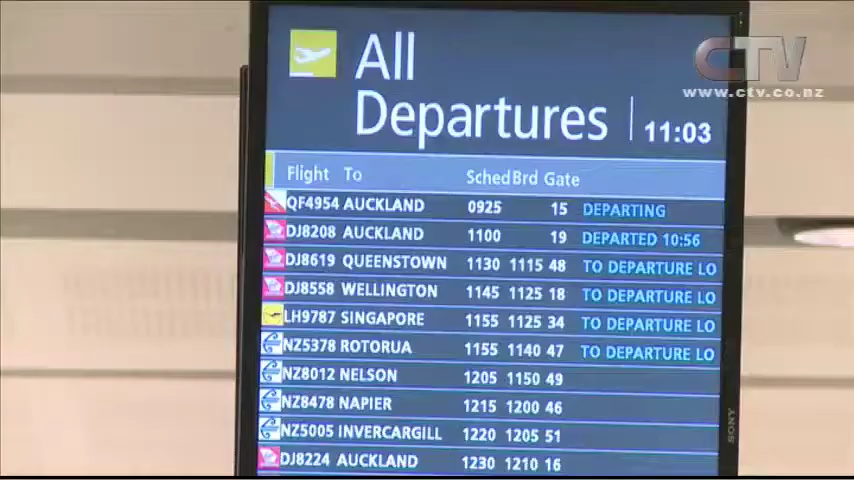 CTV
www.ctv.co.nz
All
Departures 11:03
Flight To Sched Brd Gate
QF4954 AUCKLAND 0925 15 DEPARTING
DJ8208 AUCKLAND 1100 19 DEPARTED 10:56
DJ8619 QUEENSTOWN 1130 1115 48 TO DEPARTURE LO
DJ8558 WELLINGTON 1145 1125 18 TO DEPARTURE LO
LH9787 SINGAPORE 1155 1125 34 TO DEPARTURE LO
NZ5378 ROTORUA 1155 1140 47 TO DEPARTURE LO
NZ8012 NELSON 1205 1150 49
NZ8478 NAPIER 1215 1200 46
NZ5005 INVERCARGILL 1220 1205 51
DJ8224 AUCKLAND 1230 1210 16
SONY